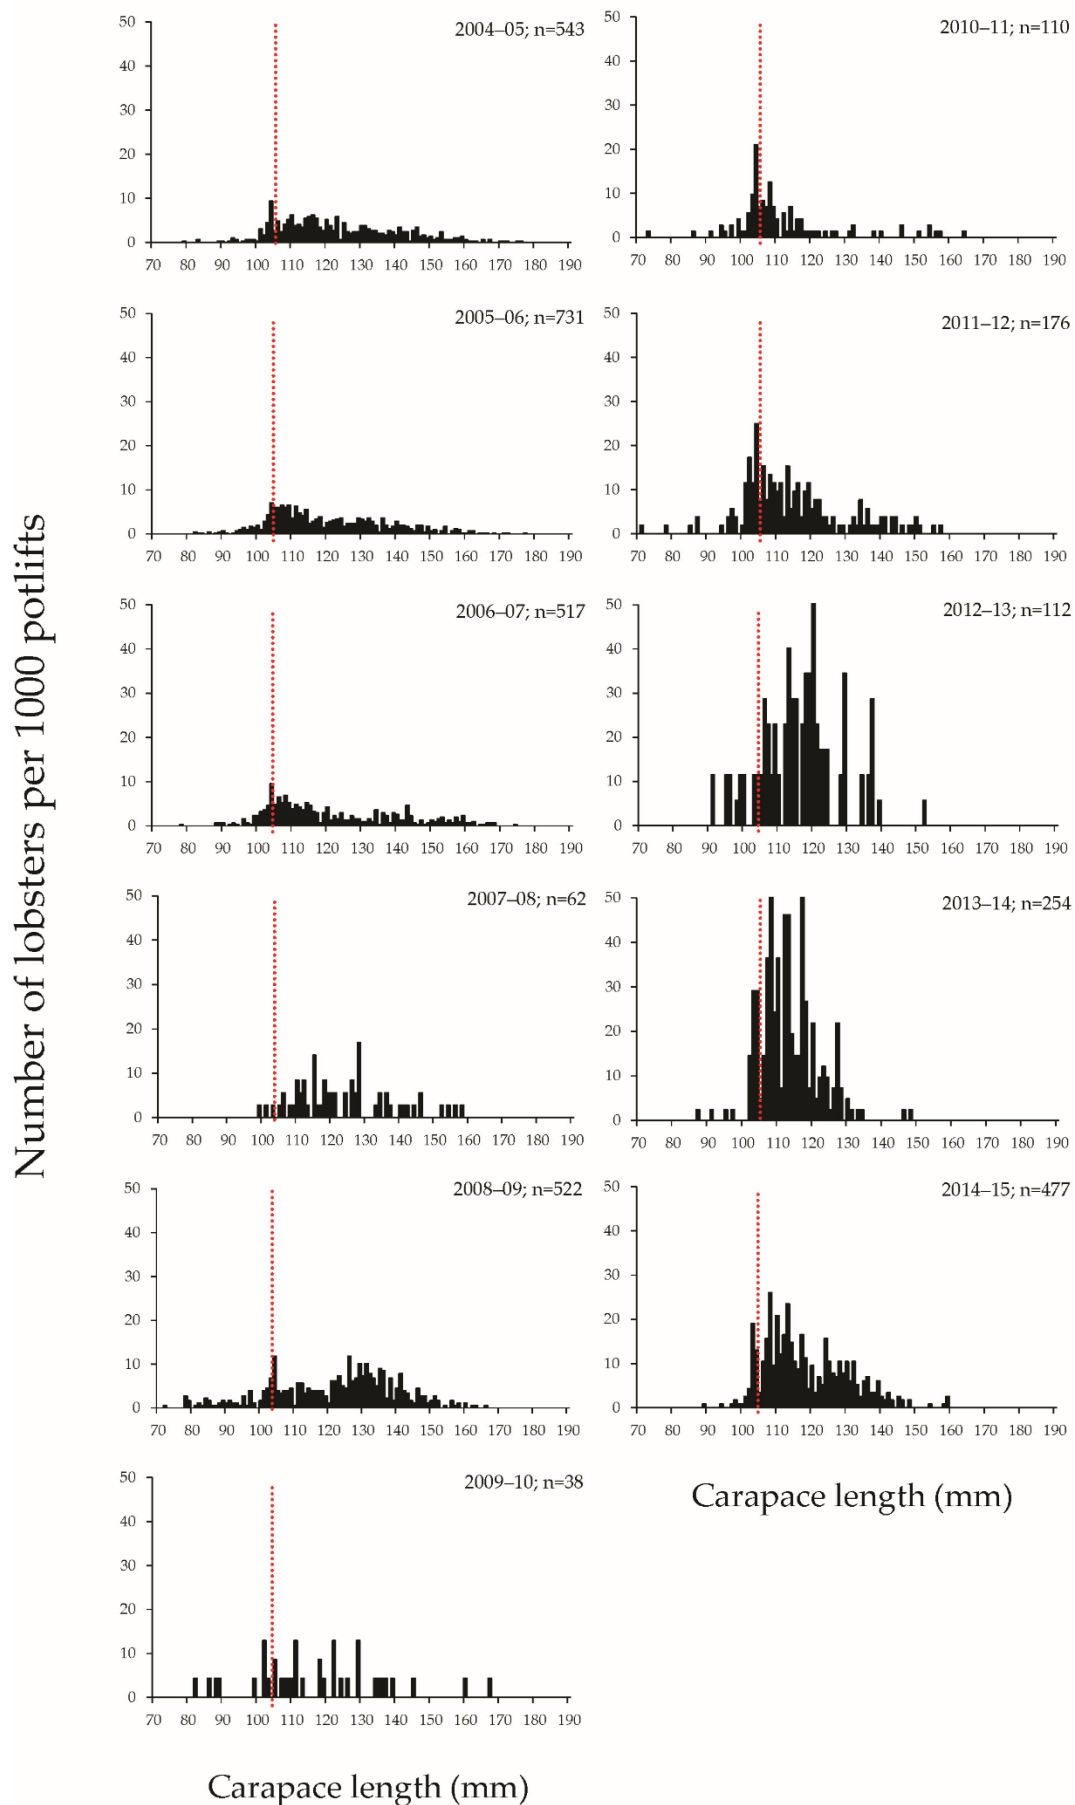 Number of lobsters per 1000 potlifts
2004–05; n=543
50
40
30
20
10
0
70 80 90 100 110 120 130 140 150 160 170 180 190
2005–06; n=731
50
40
30
20
10
0
70 80 90 100 110 120 130 140 150 160 170 180 190
2006–07; n=517
50
40
30
20
10
0
70 80 90 100 110 120 130 140 150 160 170 180 190
2007–08; n=62
50
40
30
20
10
0
70 80 90 100 110 120 130 140 150 160 170 180 190
2008–09; n=522
50
40
30
20
10
0
70 80 90 100 110 120 130 140 150 160 170 180 190
2009–10; n=38
50
40
30
20
10
0
70 80 90 100 110 120 130 140 150 160 170 180 190
Carapace length (mm)
2010–11; n=110
50
40
30
20
10
0
70 80 90 100 110 120 130 140 150 160 170 180 190
2011–12; n=176
50
40
30
20
10
0
70 80 90 100 110 120 130 140 150 160 170 180 190
2012–13; n=112
50
40
30
20
10
0
70 80 90 100 110 120 130 140 150 160 170 180 190
2013–14; n=254
50
40
30
20
10
0
70 80 90 100 110 120 130 140 150 160 170 180 190
2014–15; n=477
50
40
30
20
10
0
70 80 90 100 110 120 130 140 150 160 170 180 190
Carapace length (mm)